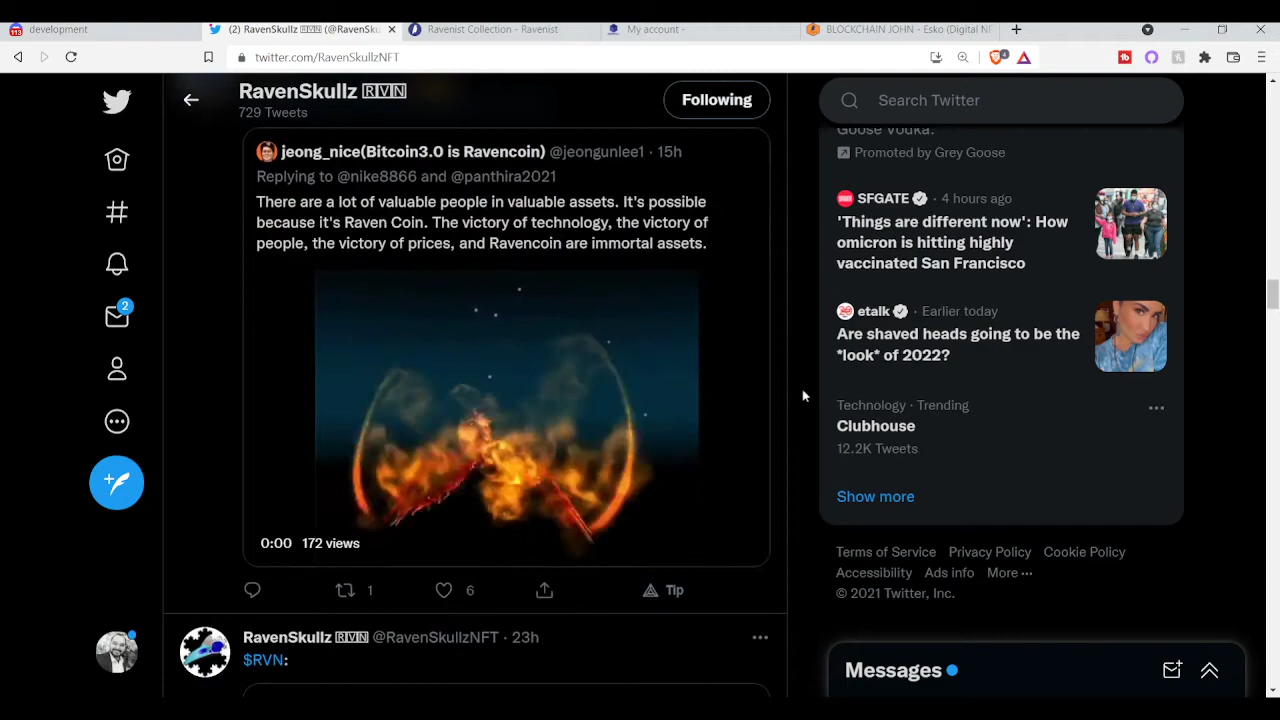 113
development
(2) RavenSkullz 🆁🆅🅽 (@RavenSku
Ravenist Collection - Ravenist
My account -
BLOCKCHAIN JOHN - Esko (Digital NF
twitter.com/RavenSkullzNFT
4
RavenSkullz 🆁🆅🅽
729 Tweets
Following
Search Twitter
jeong_nice(Bitcoin3.0 is Ravencoin) @jeongunlee1 · 15h
Replying to @nike8866 and @panthira2021
There are a lot of valuable people in valuable assets. It's possible
because it's Raven Coin. The victory of technology, the victory of
people, the victory of prices, and Ravencoin are immortal assets.
0:00 172 views
1
6
Tip
RavenSkullz 🆁🆅🅽 @RavenSkullzNFT · 23h
$RVN:
2
Goose Vodka.
Promoted by Grey Goose
SFGATE · 4 hours ago
'Things are different now': How
omicron is hitting highly
vaccinated San Francisco
etalk · Earlier today
Are shaved heads going to be the
*look* of 2022?
Technology · Trending
Clubhouse
12.2K Tweets
Show more
Terms of Service Privacy Policy Cookie Policy
Accessibility Ads info More ···
© 2021 Twitter, Inc.
Messages